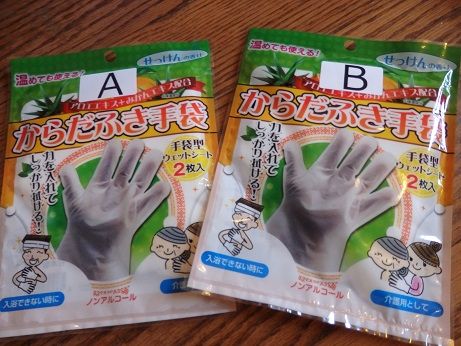 温めても使える!
せっけんの香り
A
アロエエキス+みかんエキス配合
からだふき手袋
力を入れて
しっかり拭ける!
手袋型
ウェットシート
2枚入
入浴できない時に
ノンアルコール
介護
温めても使える!
せっけんの香り
B
アロエエキス+みかんエキス配合
からだふき手袋
力を入れて
しっかり拭ける!
手袋型
ウェットシート
2枚入
入浴できない時に
ノンアルコール
介護用として